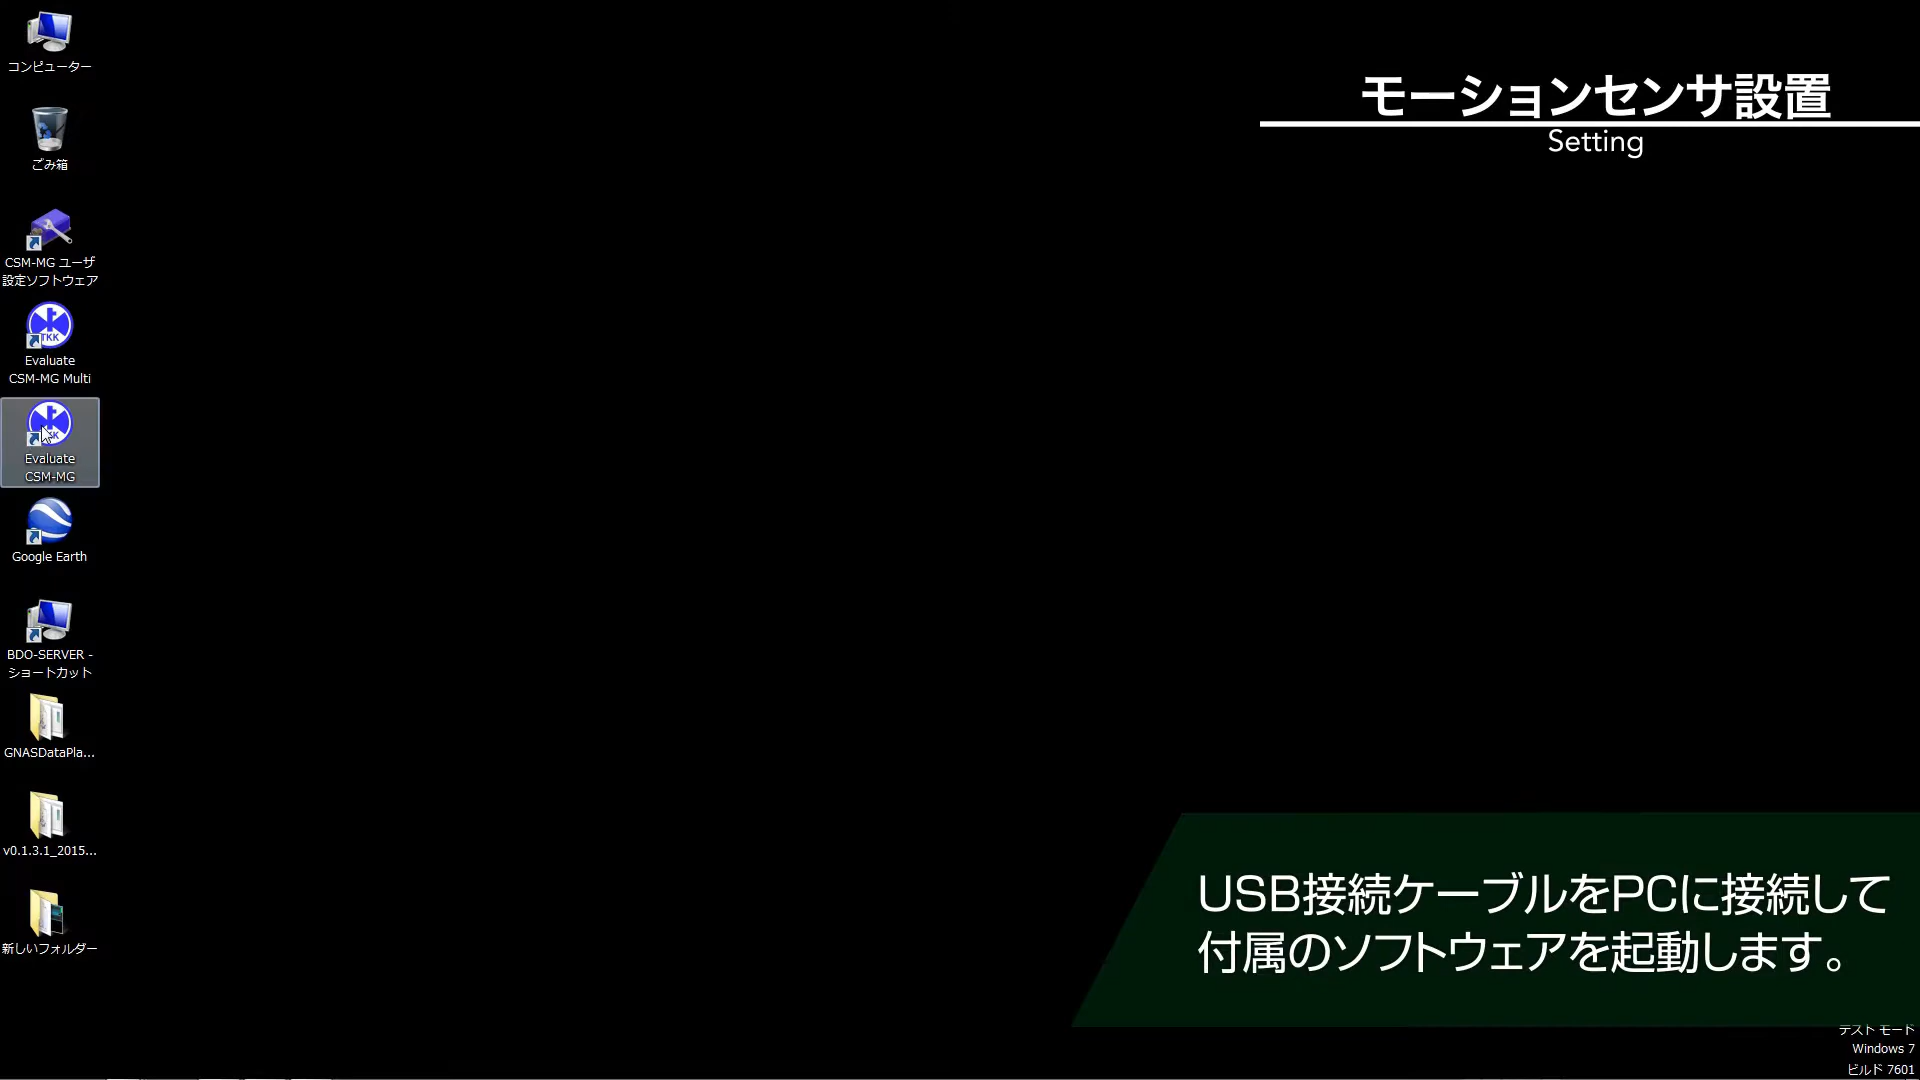 コンピューター
ごみ箱
CSM-MG ユーザ
設定ソフトウェア
TKK
Evaluate
CSM-MG Multi
Evaluate
CSM-MG
Google Earth
BDO-SERVER -
ショートカット
GNASDataPla...
v0.1.3.1_2015...
新しいフォルダー
モーションセンサ設置
Setting
USB接続ケーブルをPCに接続して
付属のソフトウェアを起動します。
テスト モード
Windows 7
ビルド 7601